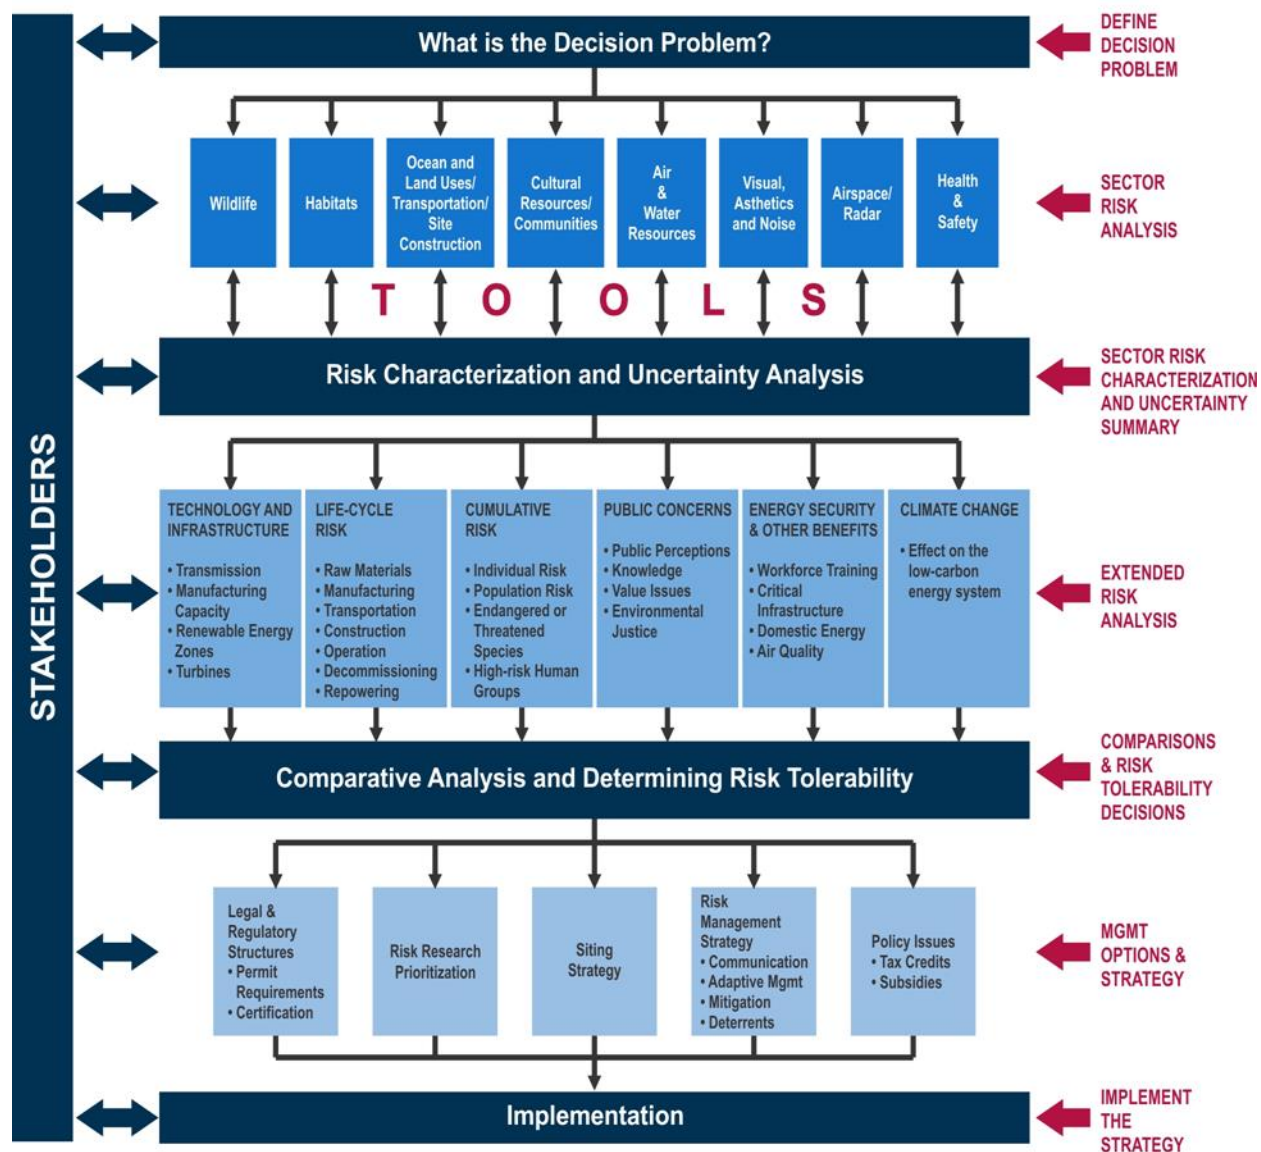 STAKEHOLDERS
What is the Decision Problem?
DEFINE
DECISION
PROBLEM
Wildlife
Habitats
Ocean and
Land Uses/
Transportation/
Site
Construction
Cultural
Resources/
Communities
Air
&
Water
Resources
Visual,
Asthetics
and Noise
Airspace/
Radar
Health
&
Safety
SECTOR
RISK
ANALYSIS
T O O L S
Risk Characterization and Uncertainty Analysis
SECTOR RISK
CHARACTERIZATION
AND UNCERTAINTY
SUMMARY
TECHNOLOGY AND
INFRASTRUCTURE
• Transmission
• Manufacturing
Capacity
• Renewable Energy
Zones
• Turbines
LIFE-CYCLE
RISK
• Raw Materials
• Manufacturing
• Transportation
• Construction
• Operation
• Decommissioning
• Repowering
CUMULATIVE
RISK
• Individual Risk
• Population Risk
• Endangered or
Threatened
Species
• High-risk Human
Groups
PUBLIC CONCERNS
• Public Perceptions
• Knowledge
• Value Issues
• Environmental
Justice
ENERGY SECURITY
& OTHER BENEFITS
• Workforce Training
• Critical
Infrastructure
• Domestic Energy
• Air Quality
CLIMATE CHANGE
• Effect on the
low-carbon
energy system
EXTENDED
RISK
ANALYSIS
Comparative Analysis and Determining Risk Tolerability
COMPARISONS
& RISK
TOLERABILITY
DECISIONS
Legal &
Regulatory
Structures
• Permit
Requirements
• Certification
Risk Research
Prioritization
Siting
Strategy
Risk
Management
Strategy
• Communication
• Adaptive Mgmt
• Mitigation
• Deterrents
Policy Issues
• Tax Credits
• Subsidies
MGMT
OPTIONS &
STRATEGY
Implementation
IMPLEMENT
THE
STRATEGY